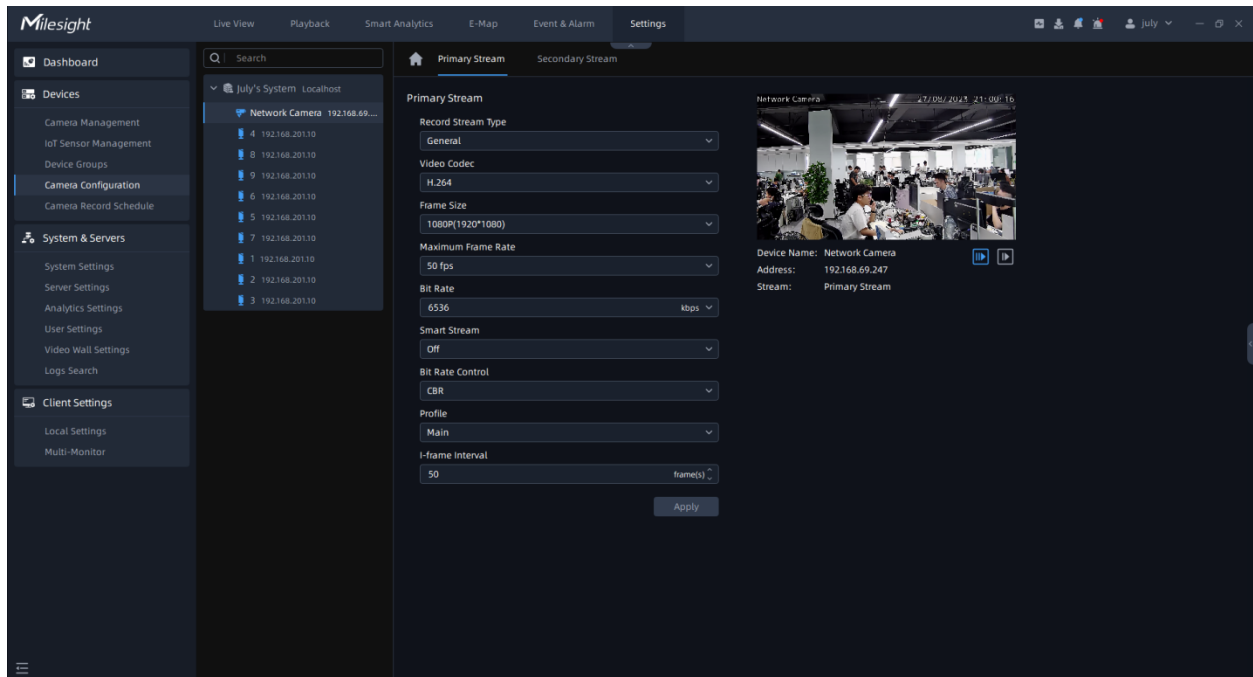 Milesight
Live View Playback Smart Analytics E-Map Event & Alarm Settings july
Dashboard
Devices
Camera Management
IoT Sensor Management
Device Groups
Camera Configuration
Camera Record Schedule
System & Servers
System Settings
Server Settings
Analytics Settings
User Settings
Video Wall Settings
Logs Search
Client Settings
Local Settings
Multi-Monitor
Search
July's System Localhost
Network Camera 192.168.69....
4 192.168.201.10
8 192.168.201.10
9 192.168.201.10
6 192.168.201.10
5 192.168.201.10
7 192.168.201.10
1 192.168.201.10
2 192.168.201.10
3 192.168.201.10
Primary Stream Secondary Stream
Primary Stream
Record Stream Type
General
Video Codec
H.264
Frame Size
1080P(1920*1080)
Maximum Frame Rate
50 fps
Bit Rate
6536 kbps
Smart Stream
Off
Bit Rate Control
CBR
Profile
Main
I-frame Interval
50 frame(s)
Apply
Network Camera 27/08/2023 21:00:16
Device Name: Network Camera
Address: 192.168.69.247
Stream: Primary Stream